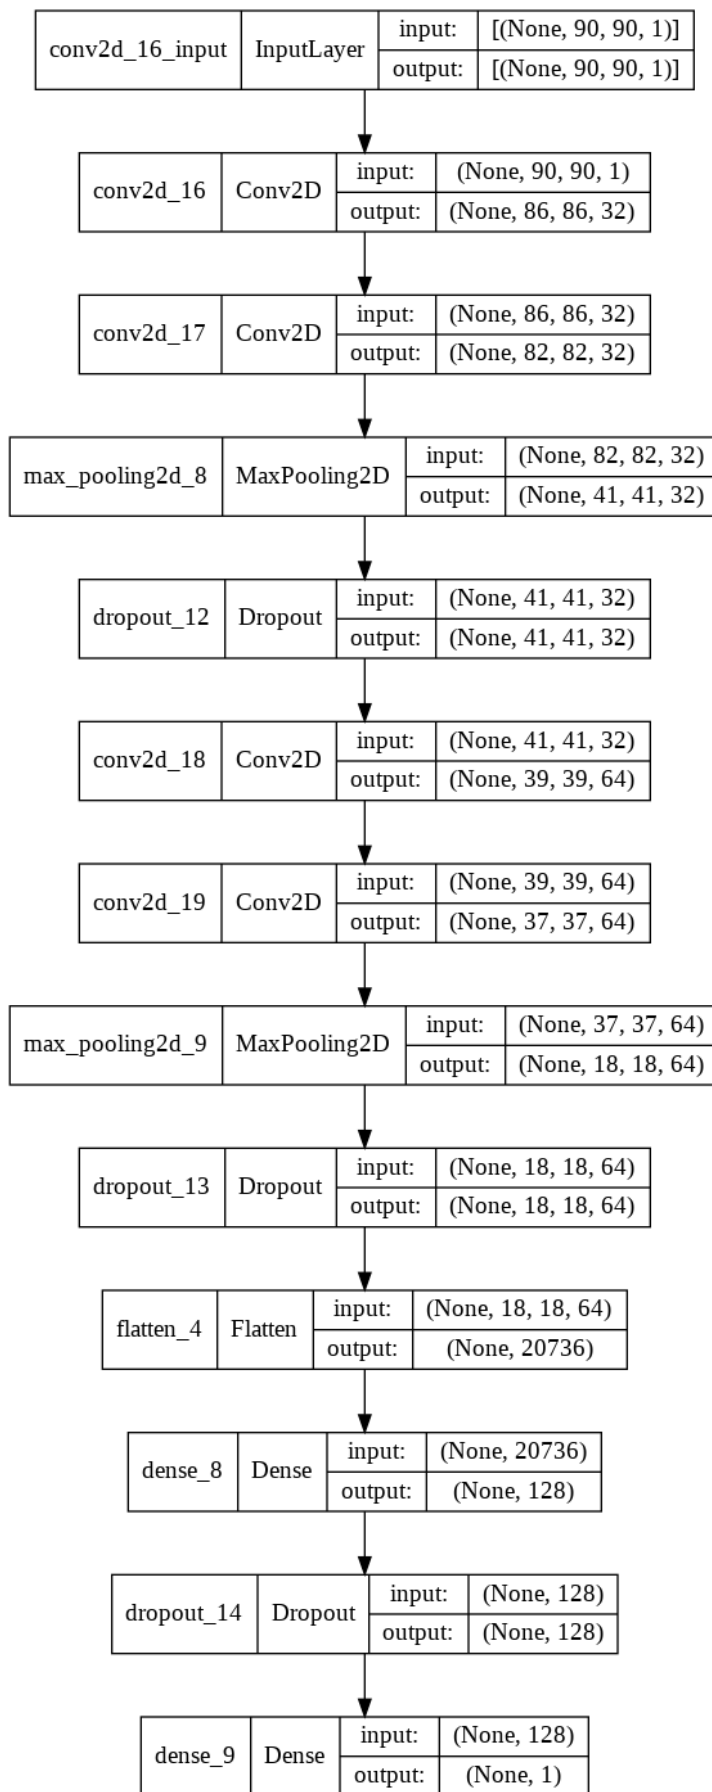 conv2d_16_input InputLayer input: [(None, 90, 90, 1)]
output: [(None, 90, 90, 1)]
conv2d_16 Conv2D input: (None, 90, 90, 1)
output: (None, 86, 86, 32)
conv2d_17 Conv2D input: (None, 86, 86, 32)
output: (None, 82, 82, 32)
max_pooling2d_8 MaxPooling2D input: (None, 82, 82, 32)
output: (None, 41, 41, 32)
dropout_12 Dropout input: (None, 41, 41, 32)
output: (None, 41, 41, 32)
conv2d_18 Conv2D input: (None, 41, 41, 32)
output: (None, 39, 39, 64)
conv2d_19 Conv2D input: (None, 39, 39, 64)
output: (None, 37, 37, 64)
max_pooling2d_9 MaxPooling2D input: (None, 37, 37, 64)
output: (None, 18, 18, 64)
dropout_13 Dropout input: (None, 18, 18, 64)
output: (None, 18, 18, 64)
flatten_4 Flatten input: (None, 18, 18, 64)
output: (None, 20736)
dense_8 Dense input: (None, 20736)
output: (None, 128)
dropout_14 Dropout input: (None, 128)
output: (None, 128)
dense_9 Dense input: (None, 128)
output: (None, 1)